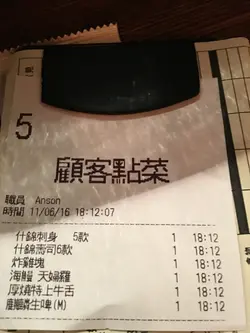 5
顧客點菜
職員 Anson
時間 11/06/16 18:12:07
什錦刺身 5款 1 18:12
什錦壽司6款 1 18:12
炸雞塊 1 18:12
海鰻 天婦羅 1 18:12
厚燒特上牛舌 1 18:12
麒麟生啤(M) 1 18:12